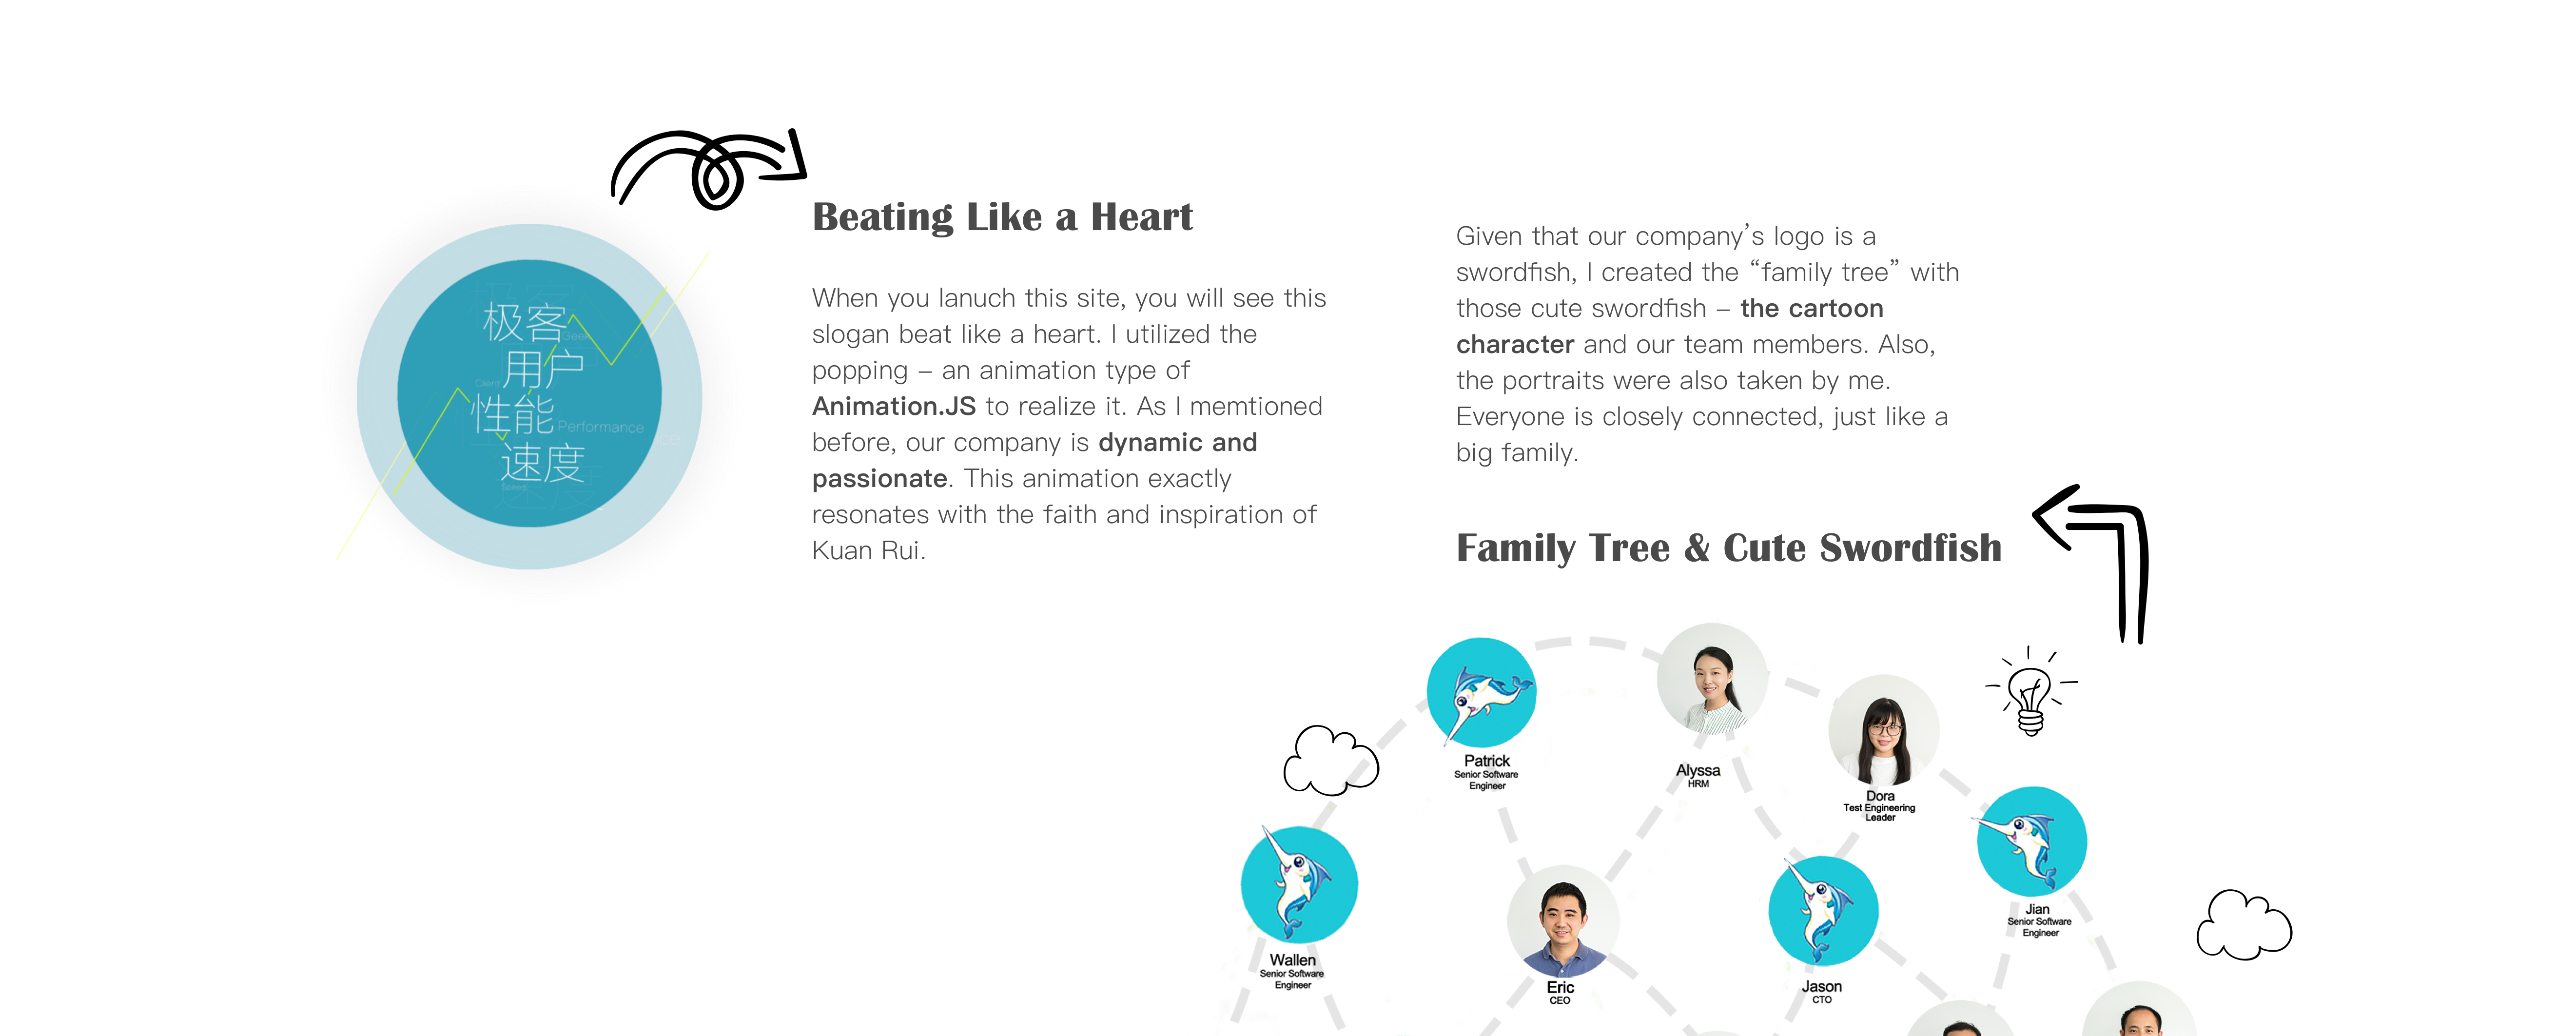 极客
Geek
用户
Client
性能
Performance
速度
Speed
Beating Like a Heart
When you lanuch this site, you will see this
slogan beat like a heart. I utilized the
popping – an animation type of
Animation.JS to realize it. As I memtioned
before, our company is dynamic and
passionate. This animation exactly
resonates with the faith and inspiration of
Kuan Rui.
Given that our company’s logo is a
swordfish, I created the “family tree” with
those cute swordfish – the cartoon
character and our team members. Also,
the portraits were also taken by me.
Everyone is closely connected, just like a
big family.
Family Tree & Cute Swordfish
Patrick
Senior Software
Engineer
Alyssa
HRM
Dora
Test Engineering
Leader
Jian
Senior Software
Engineer
Wallen
Senior Software
Engineer
Eric
CEO
Jason
CTO